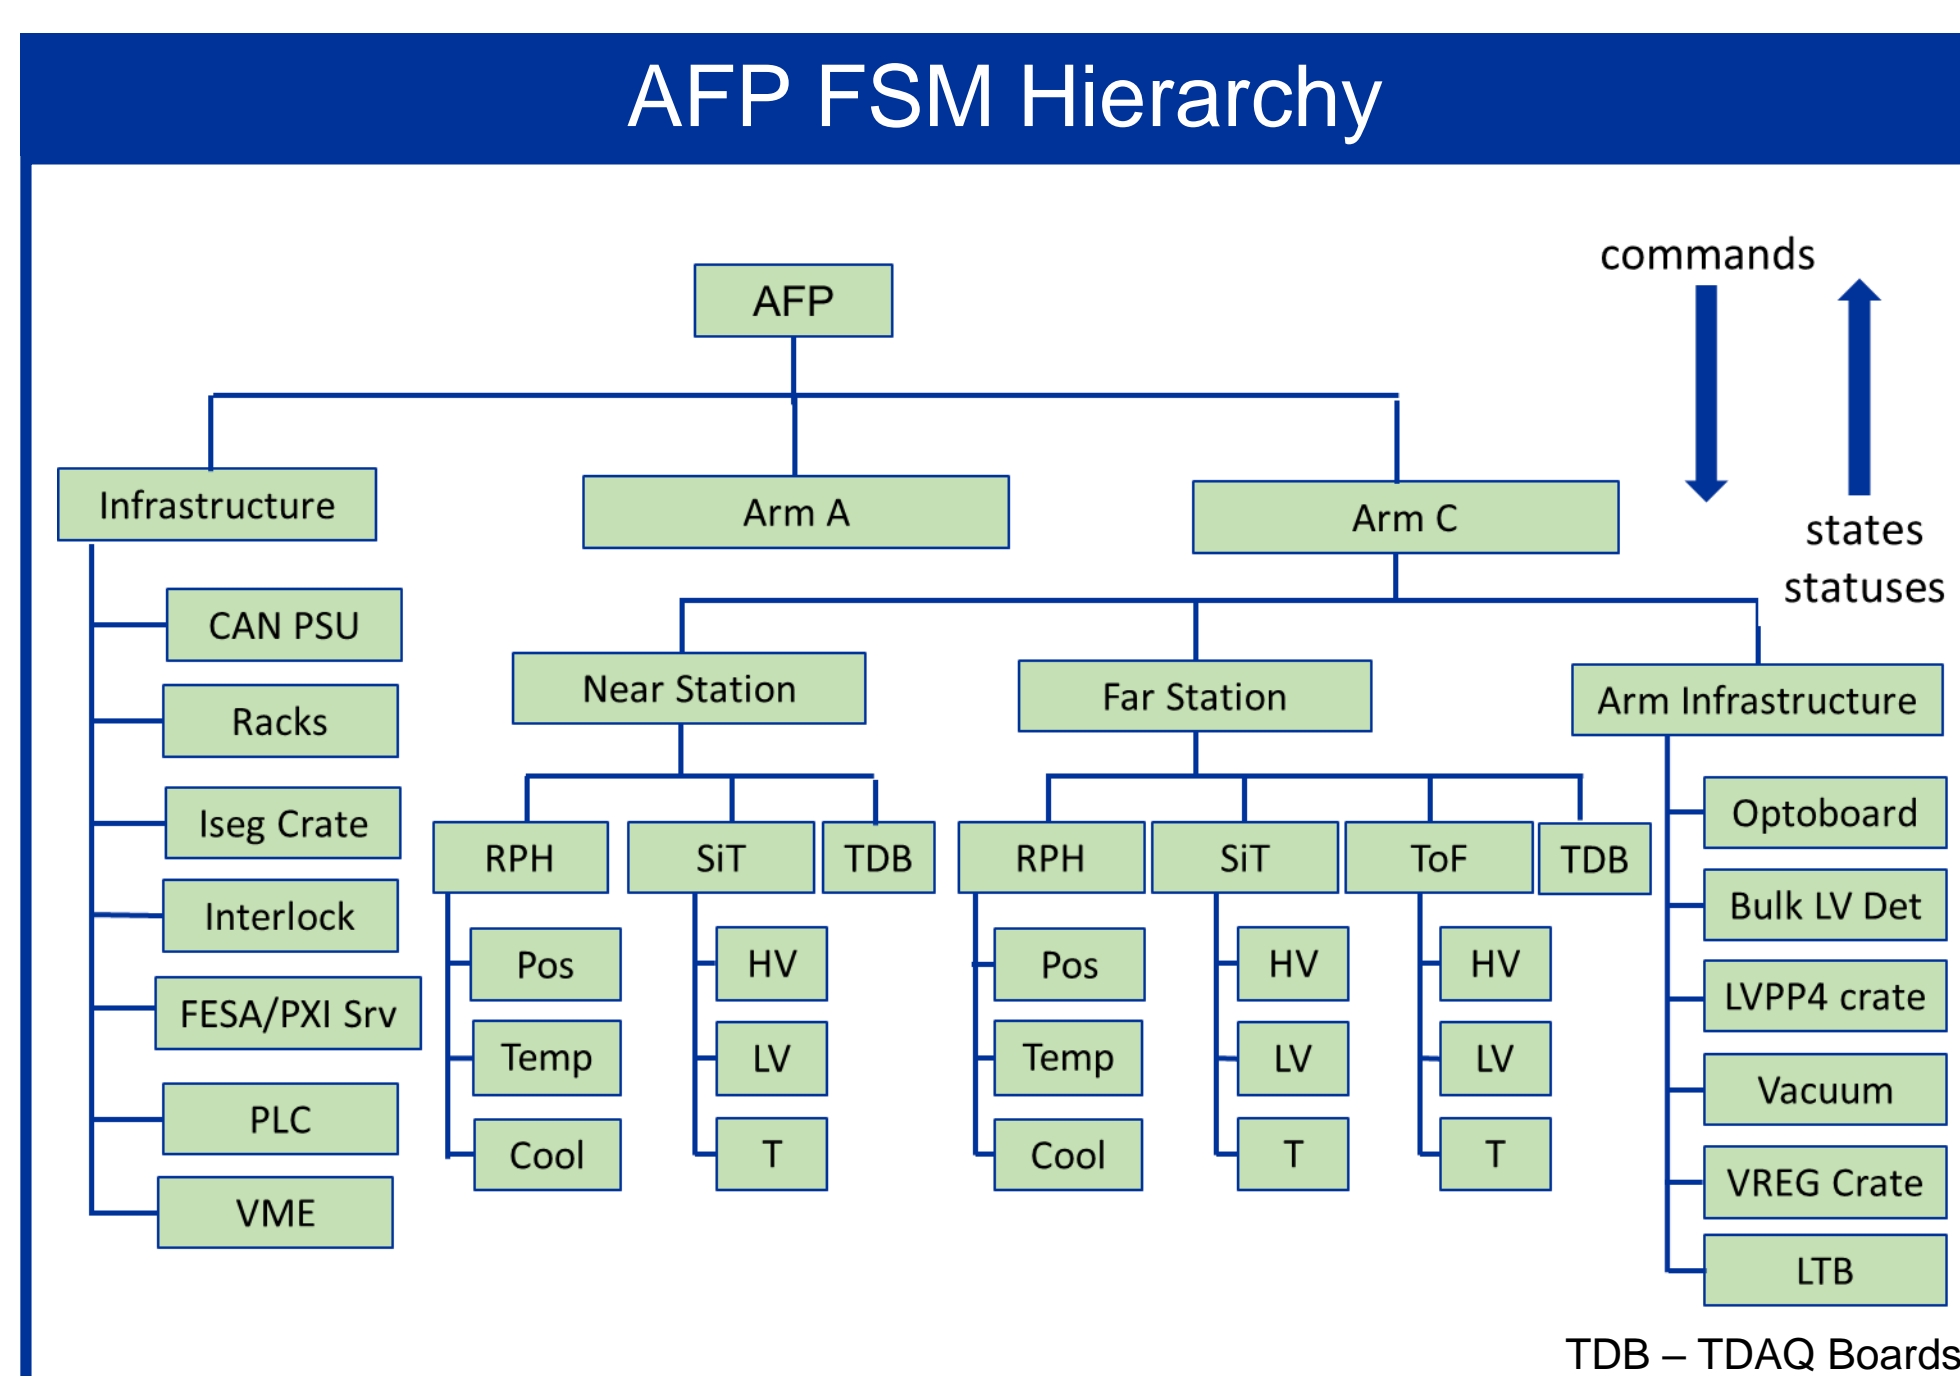 AFP FSM Hierarchy
commands
AFP
states
statuses
Infrastructure
Arm A
Arm C
CAN PSU
Racks
Iseg Crate
Interlock
FESA/PXI Srv
PLC
VME
Near Station
Far Station
Arm Infrastructure
RPH
SiT
TDB
Pos
Temp
Cool
HV
LV
T
RPH
SiT
ToF
TDB
Pos
Temp
Cool
HV
LV
T
HV
LV
T
Optoboard
Bulk LV Det
LVPP4 crate
Vacuum
VREG Crate
LTB
TDB – TDAQ Boards